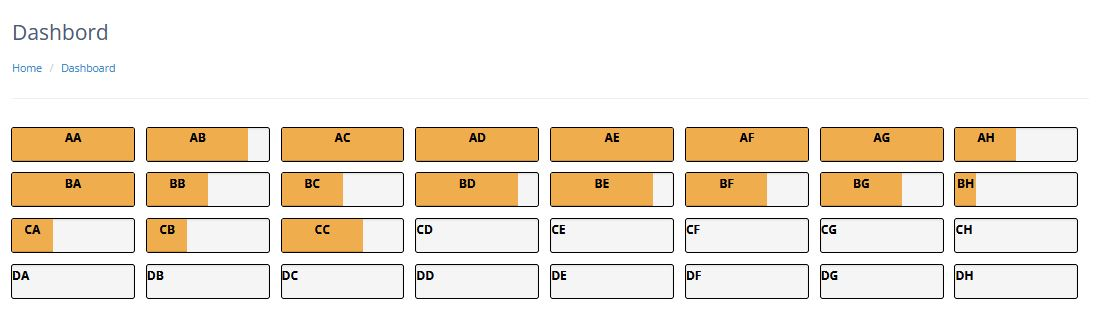 Dashbord
Home / Dashboard
AA AB AC AD AE AF AG AH
BA BB BC BD BE BF BG BH
CA CB CC CD CE CF CG CH
DA DB DC DD DE DF DG DH